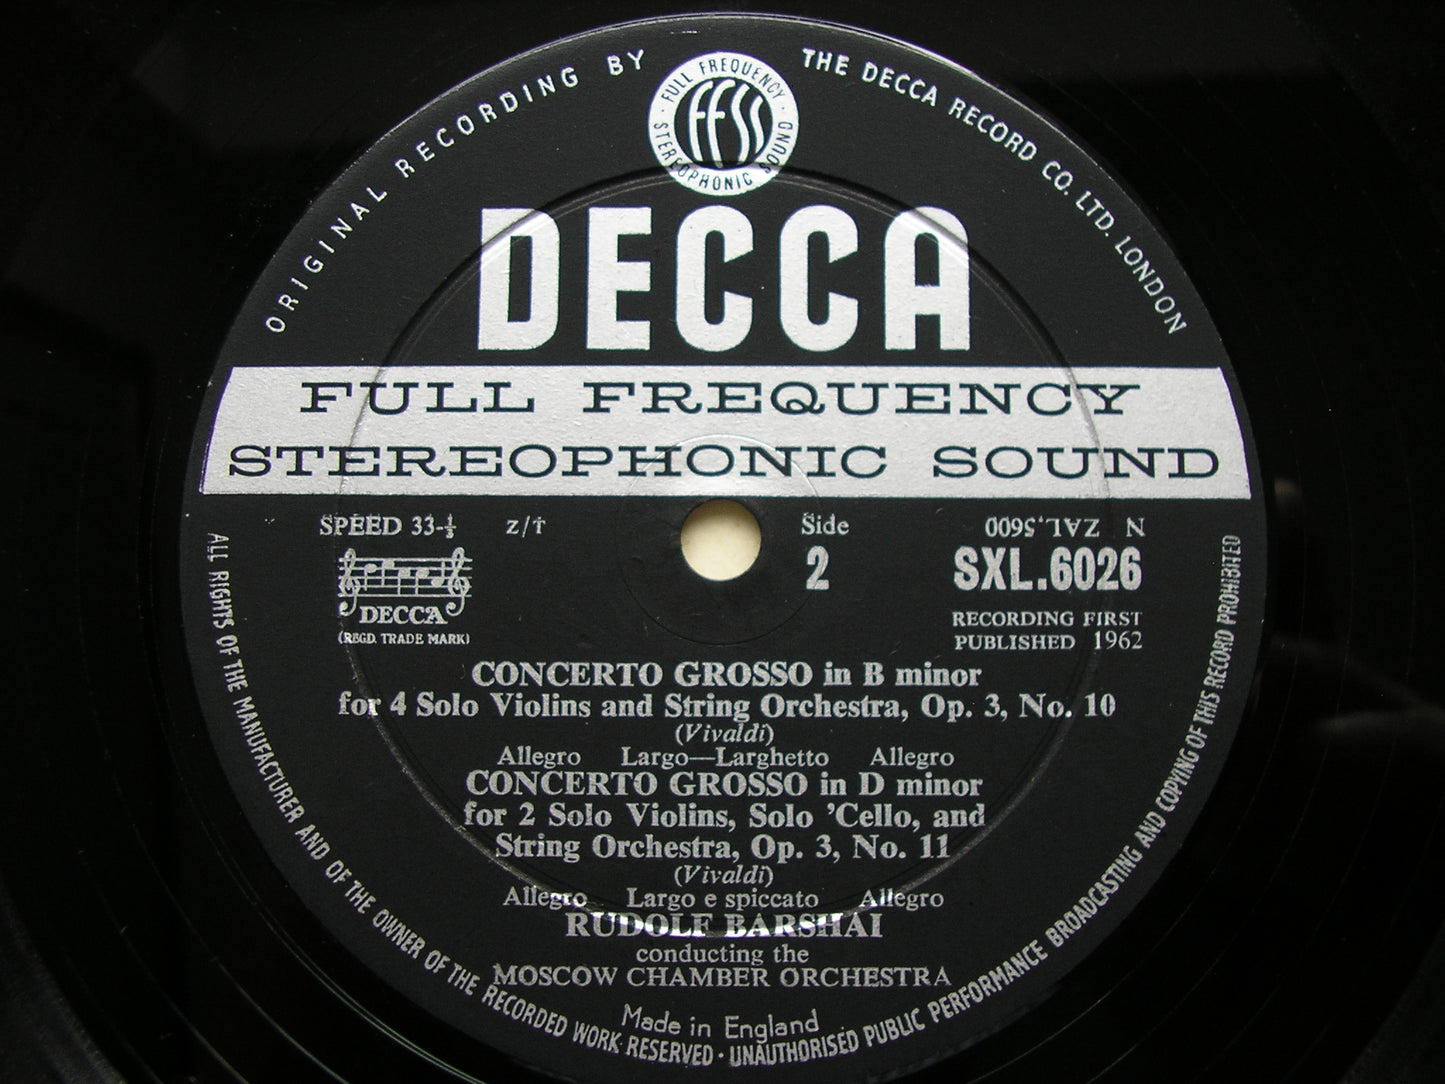 ORIGINAL RECORDING BY
THE DECCA RECORD CO. LTD. LONDON
FULL FREQUENCY
FFSS
STEREOPHONIC SOUND
DECCA
FULL FREQUENCY
STEREOPHONIC SOUND
SPEED 33-⅓ z/t Side N ZAL.5600
2 SXL.6026
DECCA
(REGD. TRADE MARK)
RECORDING FIRST
PUBLISHED 1962
CONCERTO GROSSO in B minor
for 4 Solo Violins and String Orchestra, Op. 3, No. 10
(Vivaldi)
Allegro Largo—Larghetto Allegro
CONCERTO GROSSO in D minor
for 2 Solo Violins, Solo 'Cello, and
String Orchestra, Op. 3, No. 11
(Vivaldi)
Allegro Largo e spiccato Allegro
RUDOLF BARSHAI
conducting the
MOSCOW CHAMBER ORCHESTRA
Made in England
ALL RIGHTS OF THE MANUFACTURER AND OF THE OWNER OF THE RECORDED WORK RESERVED · UNAUTHORISED PUBLIC PERFORMANCE BROADCASTING AND COPYING OF THIS RECORD PROHIBITED